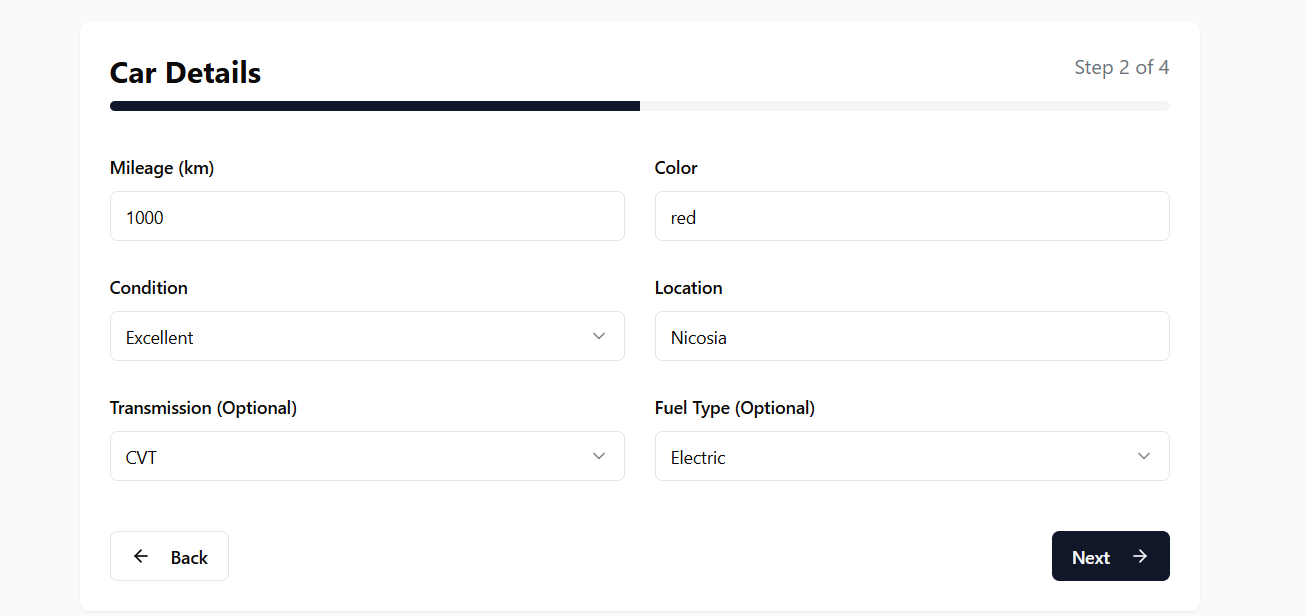 Car Details
Step 2 of 4
Mileage (km)
Color
1000
red
Condition
Location
Excellent
Nicosia
Transmission (Optional)
Fuel Type (Optional)
CVT
Electric
Back
Next